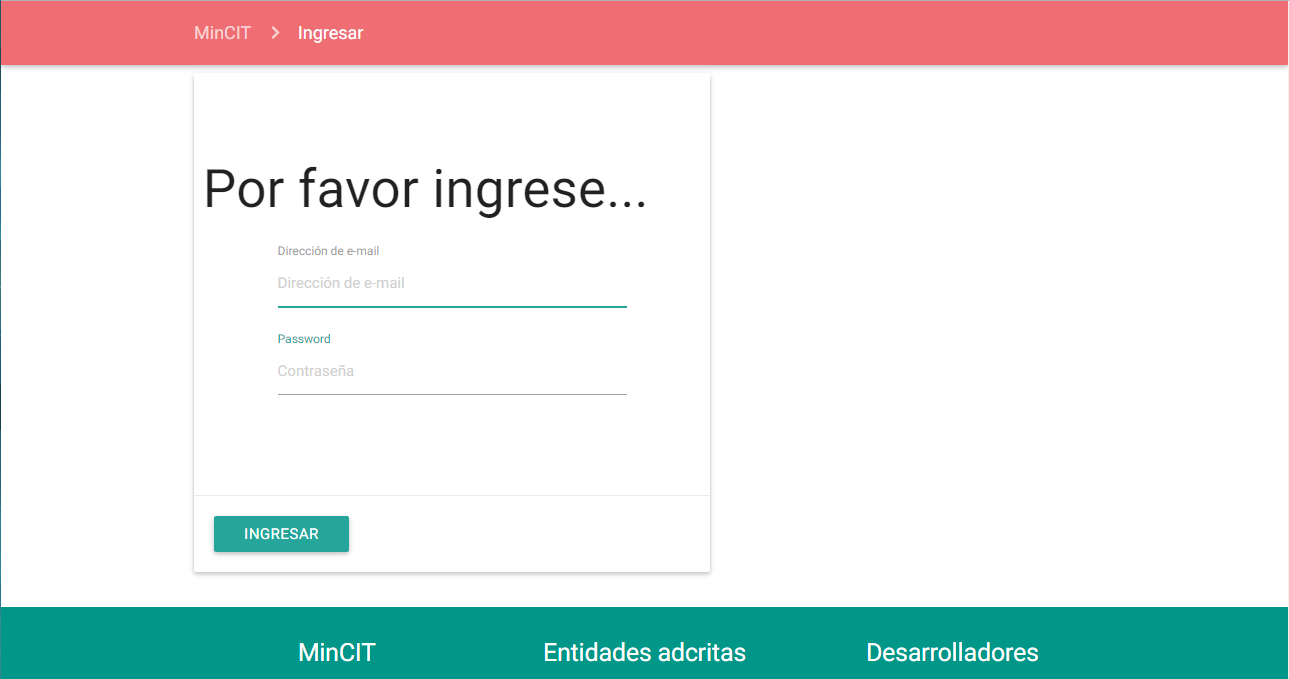 MinCIT > Ingresar
Por favor ingrese...
Dirección de e-mail
Dirección de e-mail
Password
Contraseña
INGRESAR
MinCIT Entidades adcritas Desarrolladores